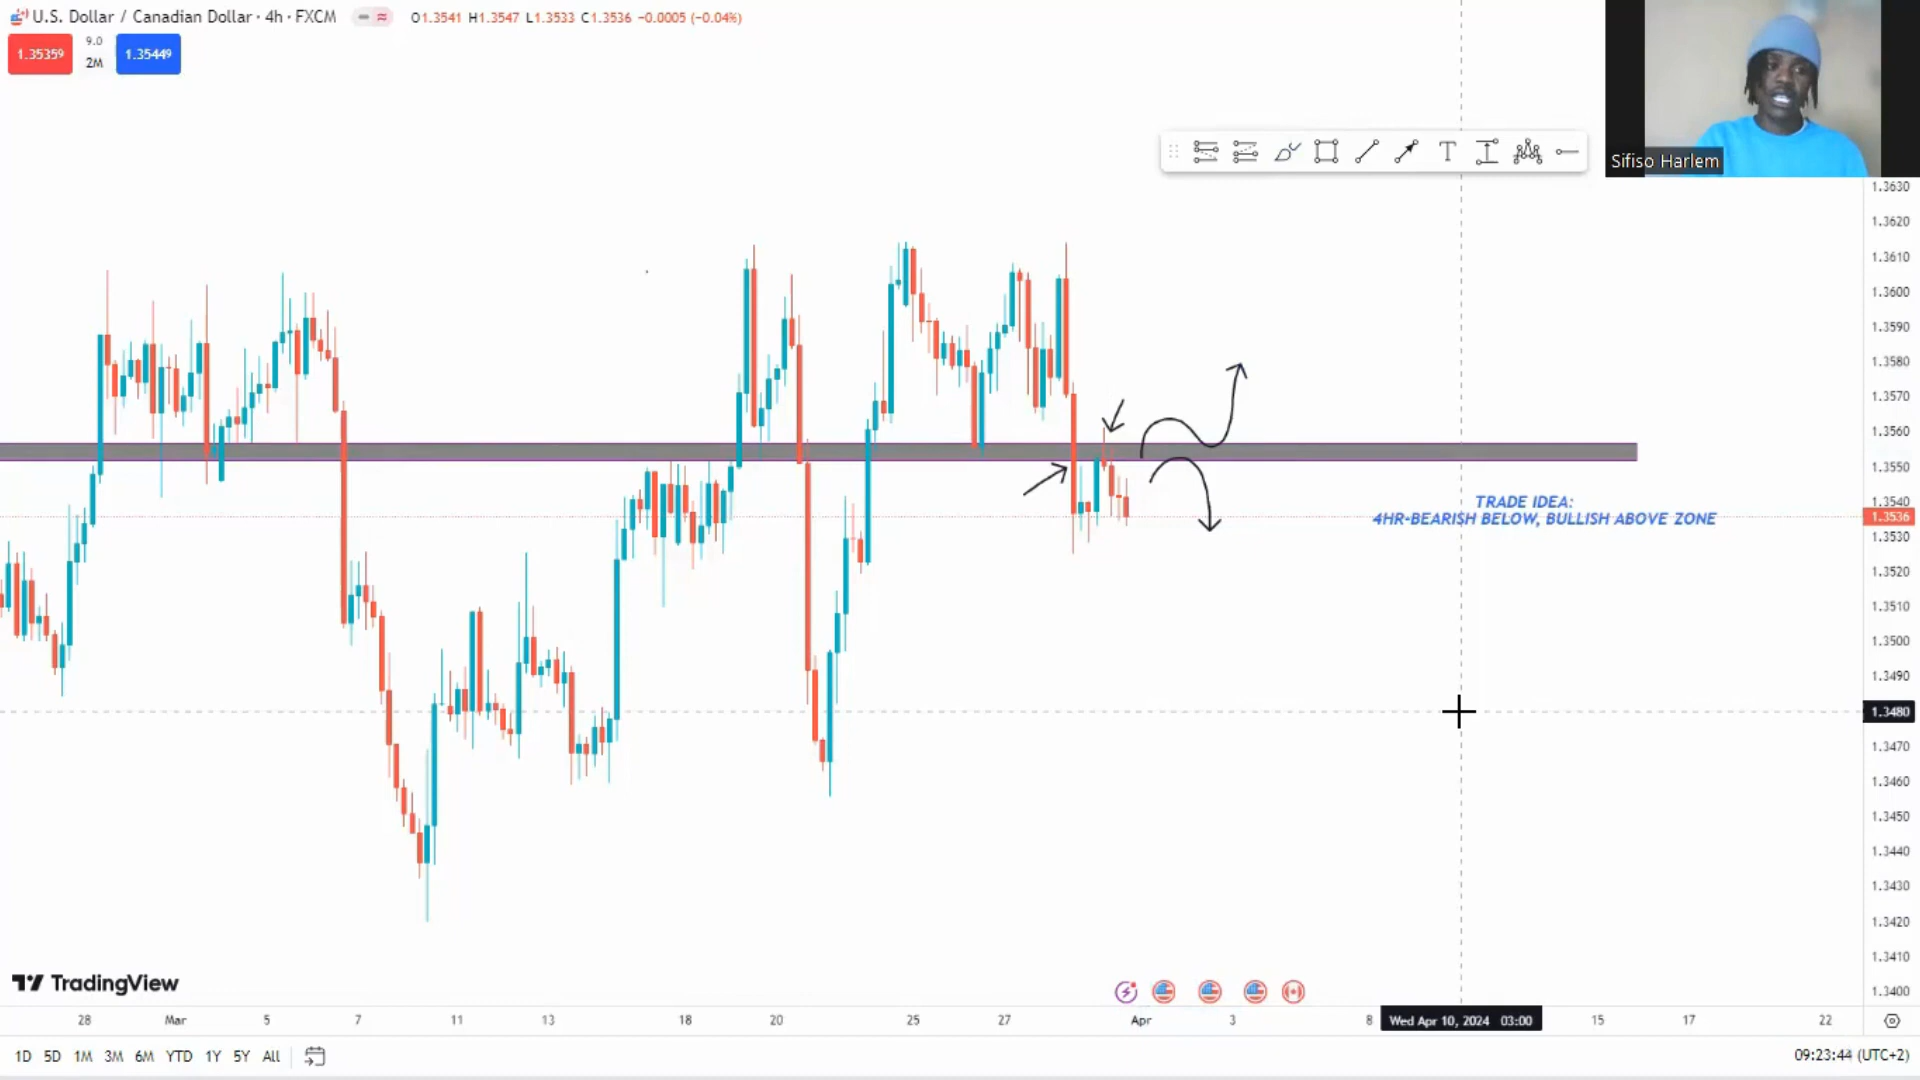 U.S. Dollar / Canadian Dollar · 4h · FXCM
O1.3541 H1.3547 L1.3533 C1.3536 −0.0005 (−0.04%)
1.35359
9.0
2M
1.35449
T
Sifiso Harlem
1.3630
1.3620
1.3610
1.3600
1.3590
1.3580
1.3570
1.3560
1.3550
1.3540
1.3536
1.3530
1.3520
1.3510
1.3500
1.3490
1.3480
1.3470
1.3460
1.3450
1.3440
1.3430
1.3420
1.3410
1.3400
TRADE IDEA:
4HR-BEARISH BELOW, BULLISH ABOVE ZONE
TradingView
28 Mar 5 7 11 13 18 20 25 27 Apr 3 8 Wed Apr 10, 2024 03:00 15 17 22
1D 5D 1M 3M 6M YTD 1Y 5Y All
09:23:44 (UTC+2)